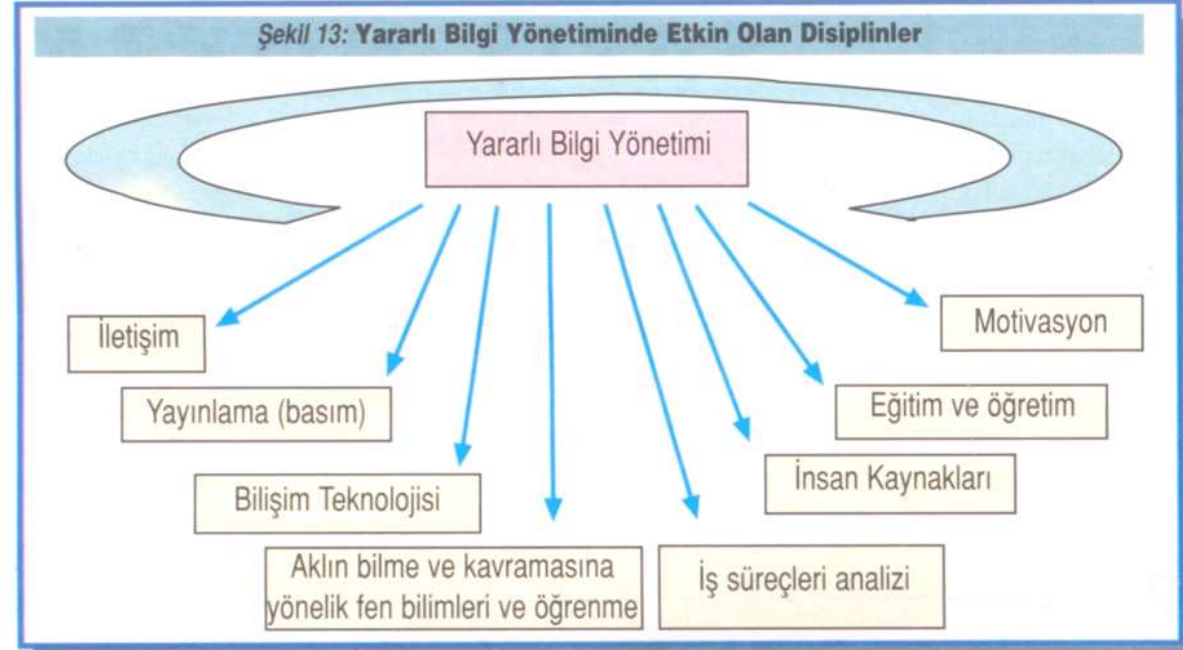 Şekil 13: Yararlı Bilgi Yönetiminde Etkin Olan Disiplinler
Yararlı Bilgi Yönetimi
İletişim
Motivasyon
Yayınlama (basım)
Eğitim ve öğretim
Bilişim Teknolojisi
İnsan Kaynakları
Aklın bilme ve kavramasına
yönelik fen bilimleri ve öğrenme
İş süreçleri analizi